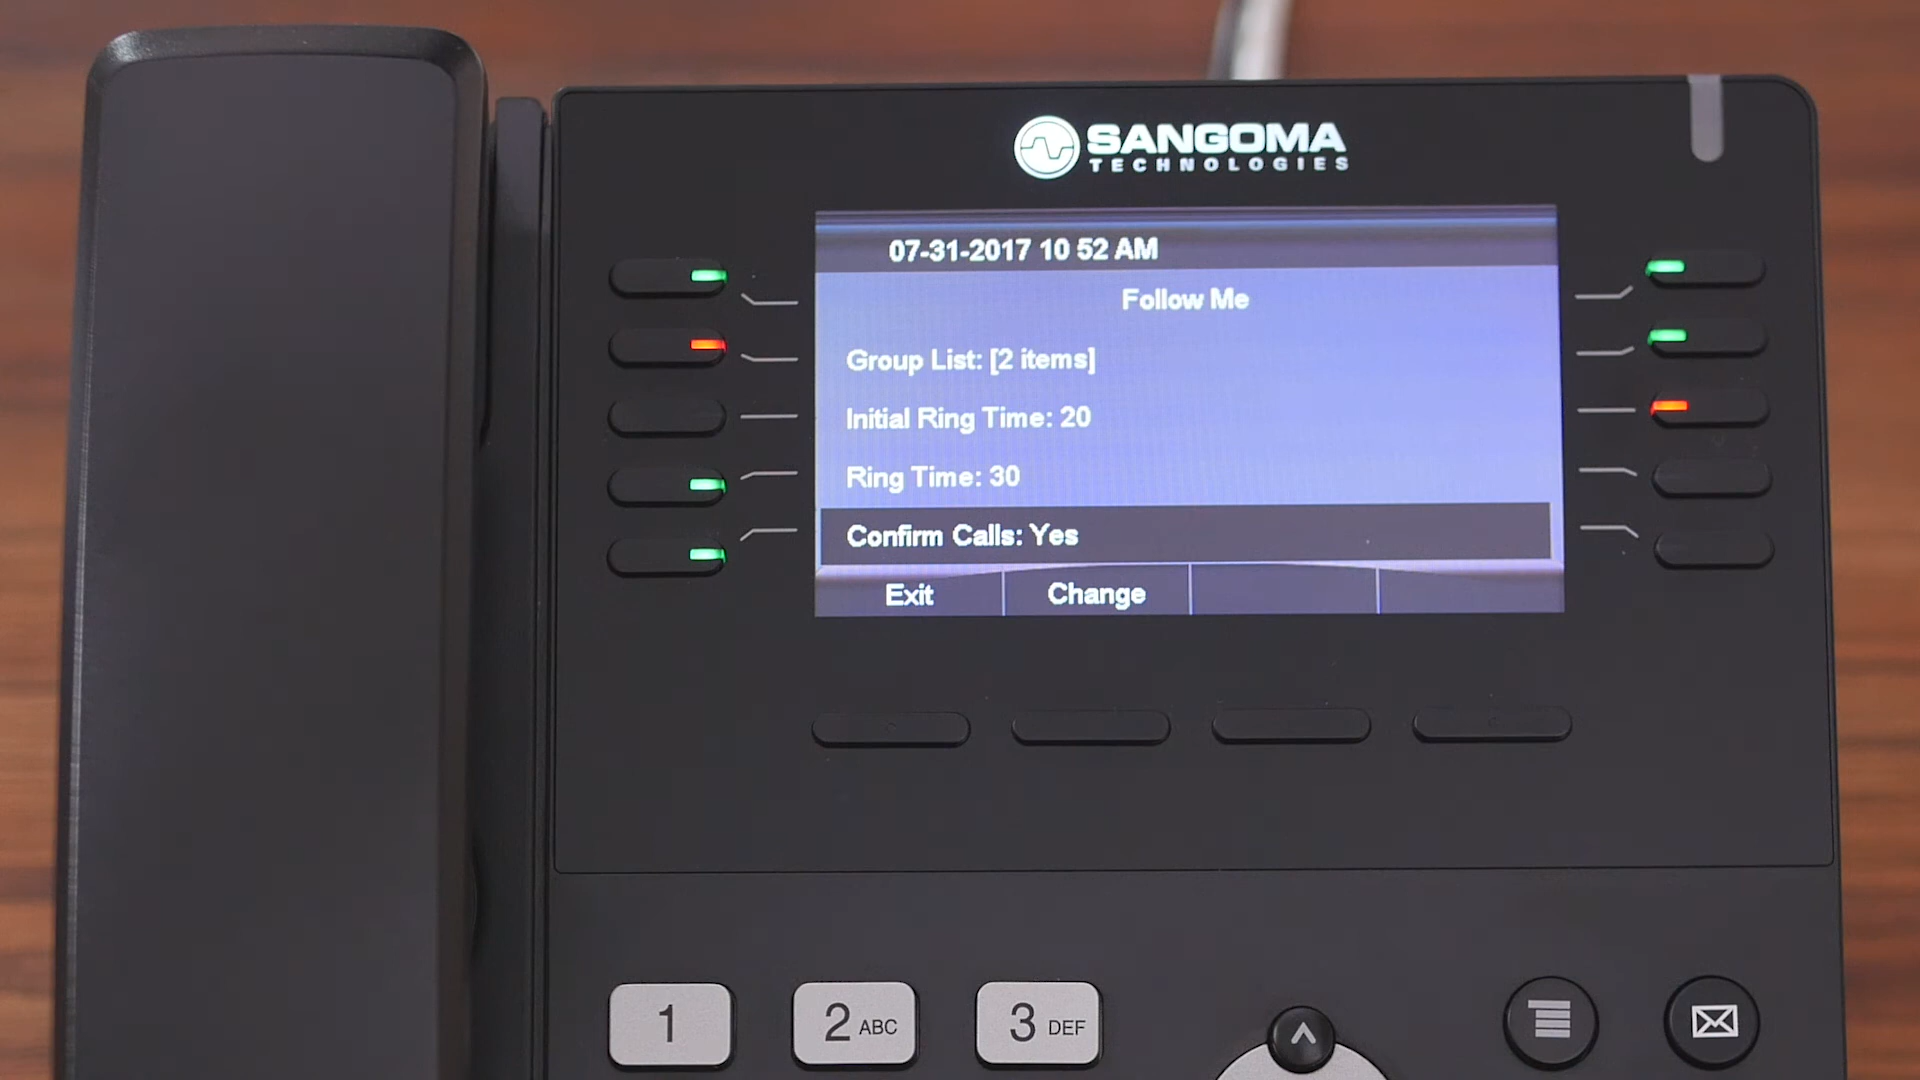 SANGOMA
TECHNOLOGIES
07-31-2017 10 52 AM
Follow Me
Group List: [2 items]
Initial Ring Time: 20
Ring Time: 30
Confirm Calls: Yes
Exit Change
1 2 ABC 3 DEF